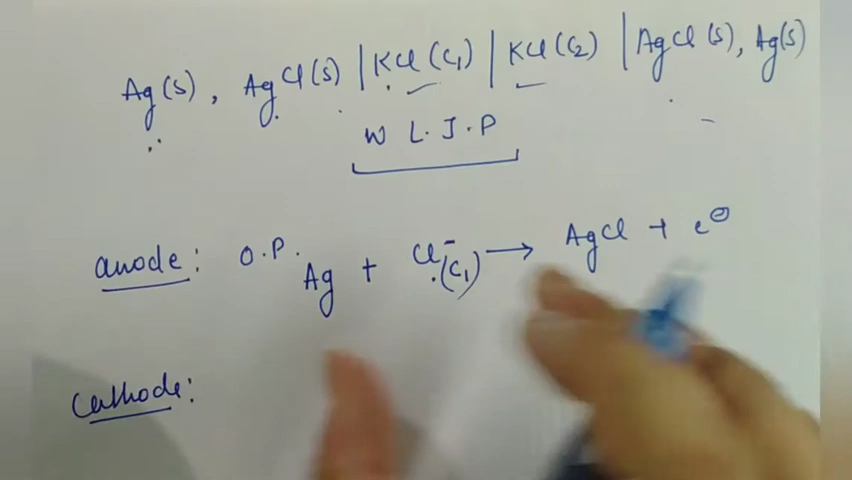 Ag(s), AgCl(s) | KCl(C₁) | KCl(C₂) | AgCl(s), Ag(s)
W L.J.P
anode: O.P. Ag + Cl⁻(C₁) → AgCl + e⊖
Cathode: